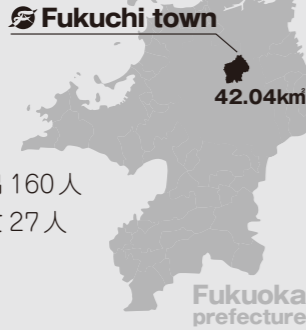 Fukuchi town
42.04km²
160人
27人
Fukuoka
prefecture